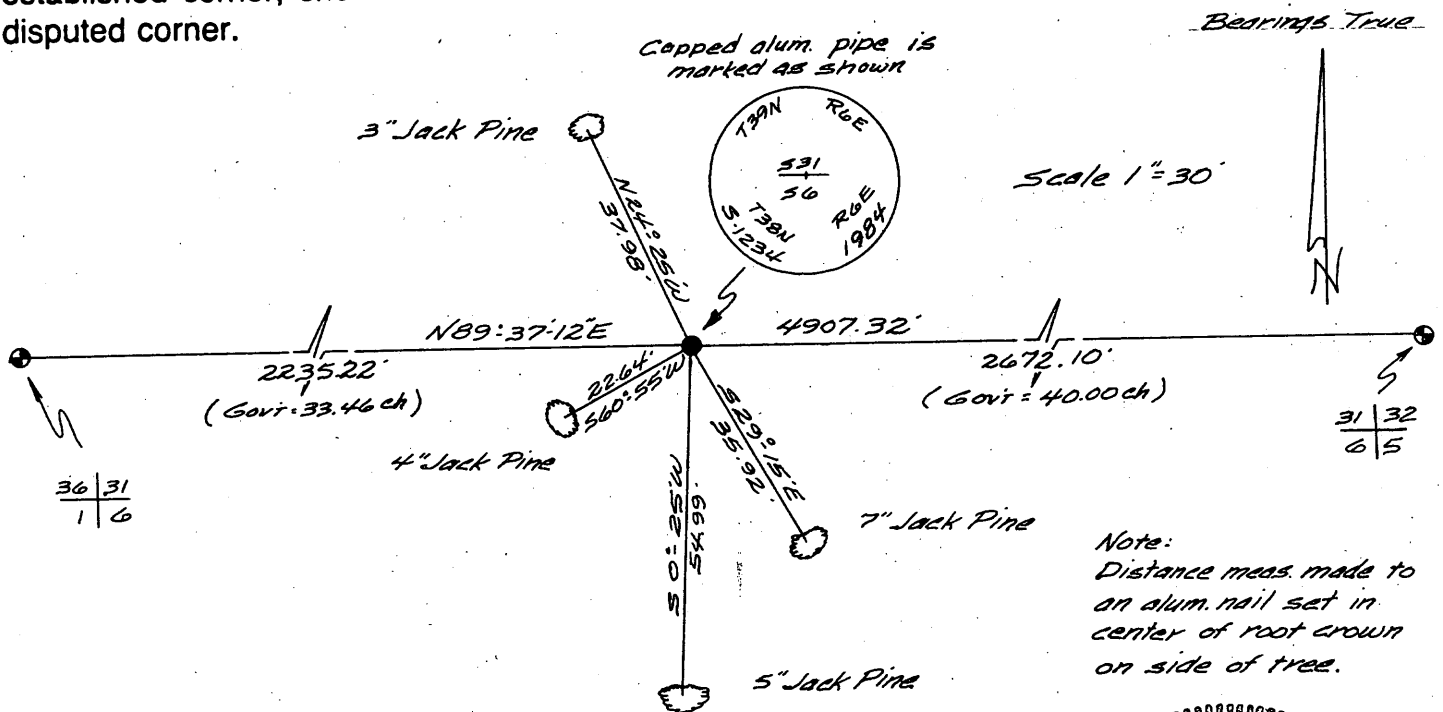 disputed corner.
Bearings True
Capped alum. pipe is
marked as shown
3" Jack Pine
T39N R6E
S31
S6
T38N R6E
S-1234 1984
Scale 1"=30'
N
N24°25'W
37.98'
N89°37'12"E
4907.32'
2235.22'
(Gov't = 33.46 ch)
2672.10'
(Gov't = 40.00 ch)
22.64'
S60°55'W
S29°15'E
35.92'
S0°25'W
54.99'
4" Jack Pine
7" Jack Pine
5" Jack Pine
36 31
1 6
31 32
6 5
Note:
Distance meas. made to
an alum. nail set in
center of root crown
on side of tree.